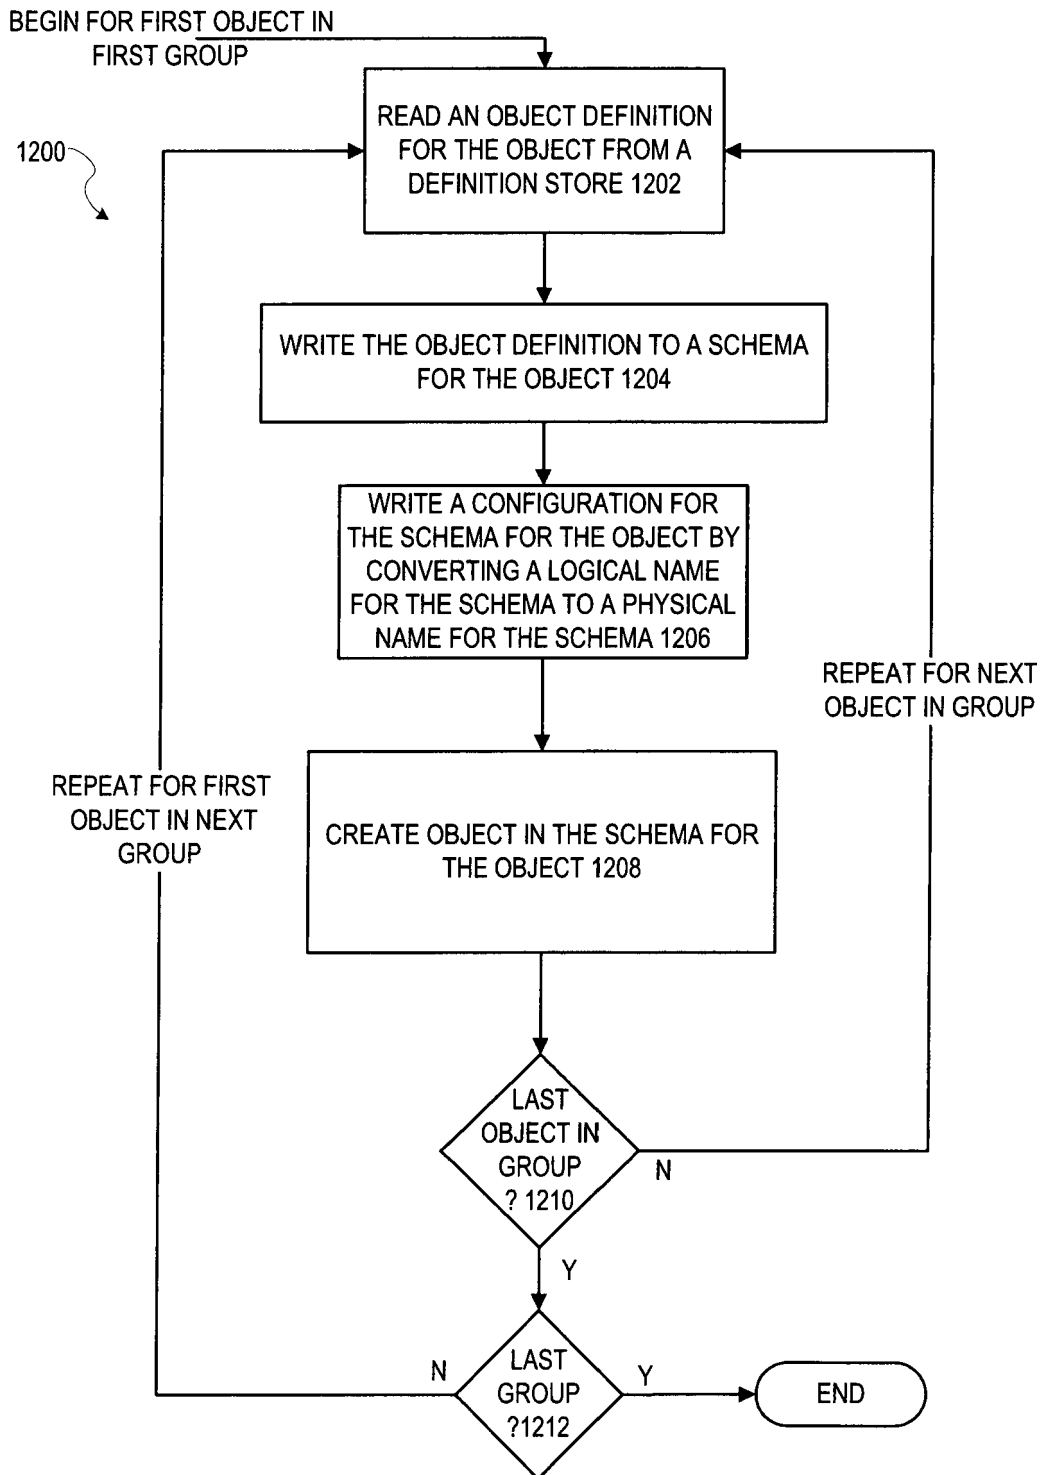 BEGIN FOR FIRST OBJECT IN
FIRST GROUP
1200
READ AN OBJECT DEFINITION
FOR THE OBJECT FROM A
DEFINITION STORE 1202
WRITE THE OBJECT DEFINITION TO A SCHEMA
FOR THE OBJECT 1204
WRITE A CONFIGURATION FOR
THE SCHEMA FOR THE OBJECT BY
CONVERTING A LOGICAL NAME
FOR THE SCHEMA TO A PHYSICAL
NAME FOR THE SCHEMA 1206
REPEAT FOR NEXT
OBJECT IN GROUP
REPEAT FOR FIRST
OBJECT IN NEXT
GROUP
CREATE OBJECT IN THE SCHEMA FOR
THE OBJECT 1208
LAST
OBJECT IN
GROUP
? 1210
N
Y
LAST
GROUP
?1212
N
Y
END